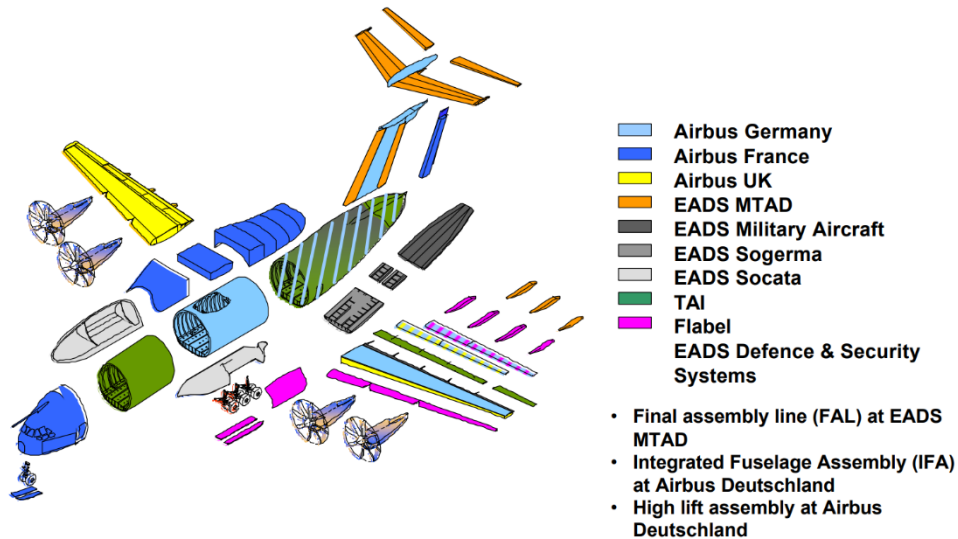 Airbus Germany
Airbus France
Airbus UK
EADS MTAD
EADS Military Aircraft
EADS Sogerma
EADS Socata
TAI
Flabel
EADS Defence & Security
Systems
• Final assembly line (FAL) at EADS
MTAD
• Integrated Fuselage Assembly (IFA)
at Airbus Deutschland
• High lift assembly at Airbus
Deutschland